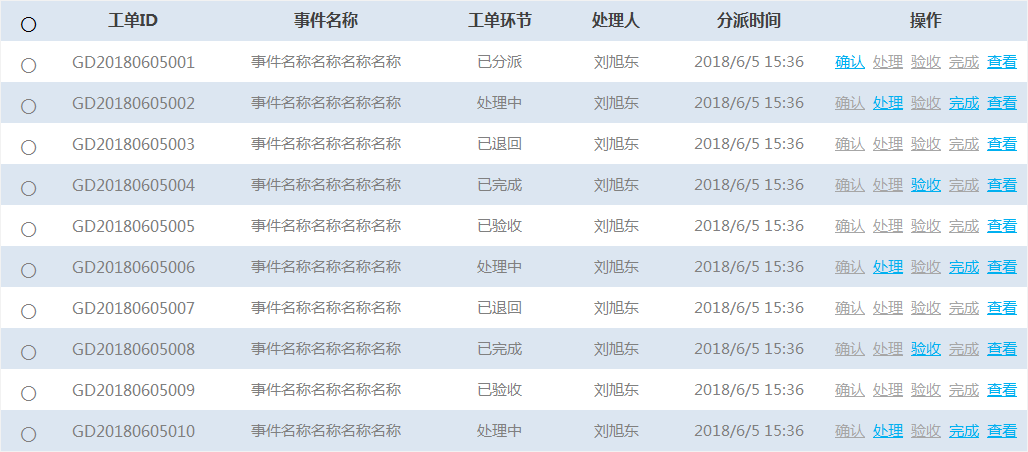 工单ID 事件名称 工单环节 处理人 分派时间 操作
GD20180605001 事件名称名称名称名称 已分派 刘旭东 2018/6/5 15:36 确认 处理 验收 完成 查看
GD20180605002 事件名称名称名称名称 处理中 刘旭东 2018/6/5 15:36 确认 处理 验收 完成 查看
GD20180605003 事件名称名称名称名称 已退回 刘旭东 2018/6/5 15:36 确认 处理 验收 完成 查看
GD20180605004 事件名称名称名称名称 已完成 刘旭东 2018/6/5 15:36 确认 处理 验收 完成 查看
GD20180605005 事件名称名称名称名称 已验收 刘旭东 2018/6/5 15:36 确认 处理 验收 完成 查看
GD20180605006 事件名称名称名称名称 处理中 刘旭东 2018/6/5 15:36 确认 处理 验收 完成 查看
GD20180605007 事件名称名称名称名称 已退回 刘旭东 2018/6/5 15:36 确认 处理 验收 完成 查看
GD20180605008 事件名称名称名称名称 已完成 刘旭东 2018/6/5 15:36 确认 处理 验收 完成 查看
GD20180605009 事件名称名称名称名称 已验收 刘旭东 2018/6/5 15:36 确认 处理 验收 完成 查看
GD20180605010 事件名称名称名称名称 处理中 刘旭东 2018/6/5 15:36 确认 处理 验收 完成 查看